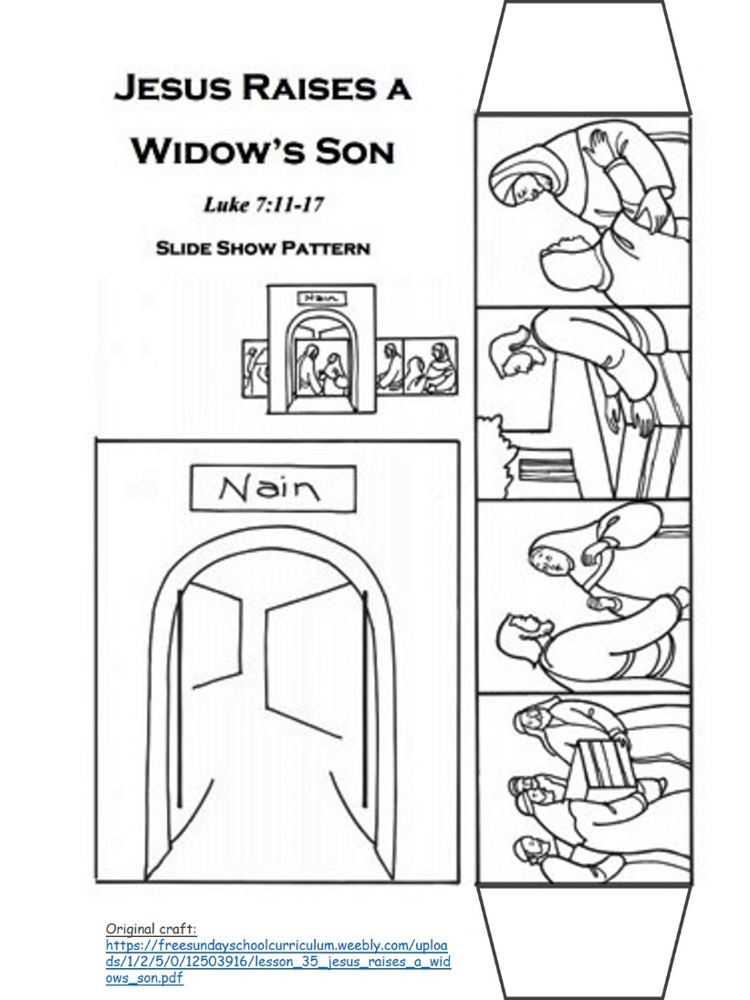 JESUS RAISES A
WIDOW'S SON
Luke 7:11-17
SLIDE SHOW PATTERN
Nain
Nain
Original craft:
https://freesundayschoolcurriculum.weebly.com/uploa
ds/1/2/5/0/12503916/lesson_35_jesus_raises_a_wid
ows_son.pdf